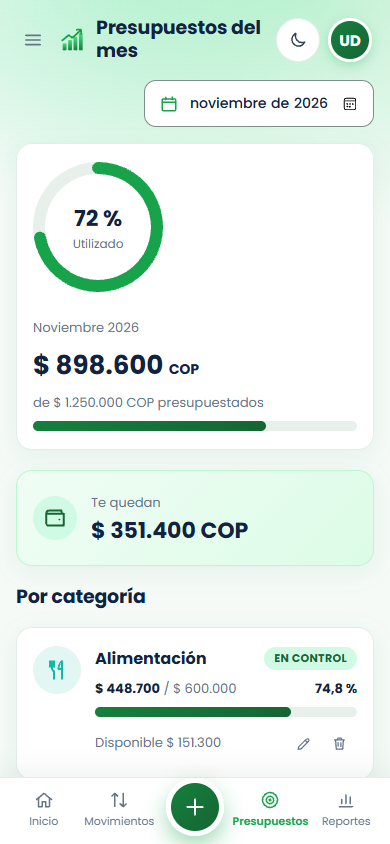 Presupuestos del
mes
UD
noviembre de 2026
72 %
Utilizado
Noviembre 2026
$ 898.600 COP
de $ 1.250.000 COP presupuestados
Te quedan
$ 351.400 COP
Por categoría
Alimentación
EN CONTROL
$ 448.700 / $ 600.000
74,8 %
Disponible $ 151.300
Inicio
Movimientos
Presupuestos
Reportes